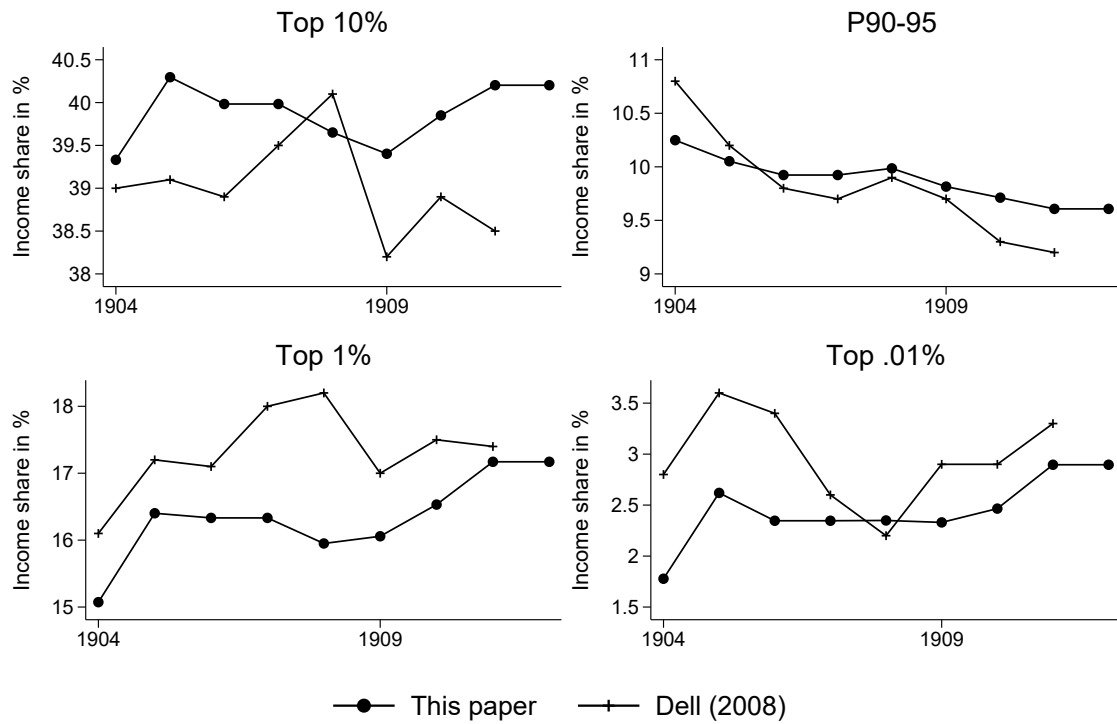 Top 10%
Income share in %
40.5
40
39.5
39
38.5
38
1904
1909
P90-95
Income share in %
11
10.5
10
9.5
9
1904
1909
Top 1%
Income share in %
18
17
16
15
1904
1909
Top .01%
Income share in %
3.5
3
2.5
2
1.5
1904
1909
This paper
Dell (2008)